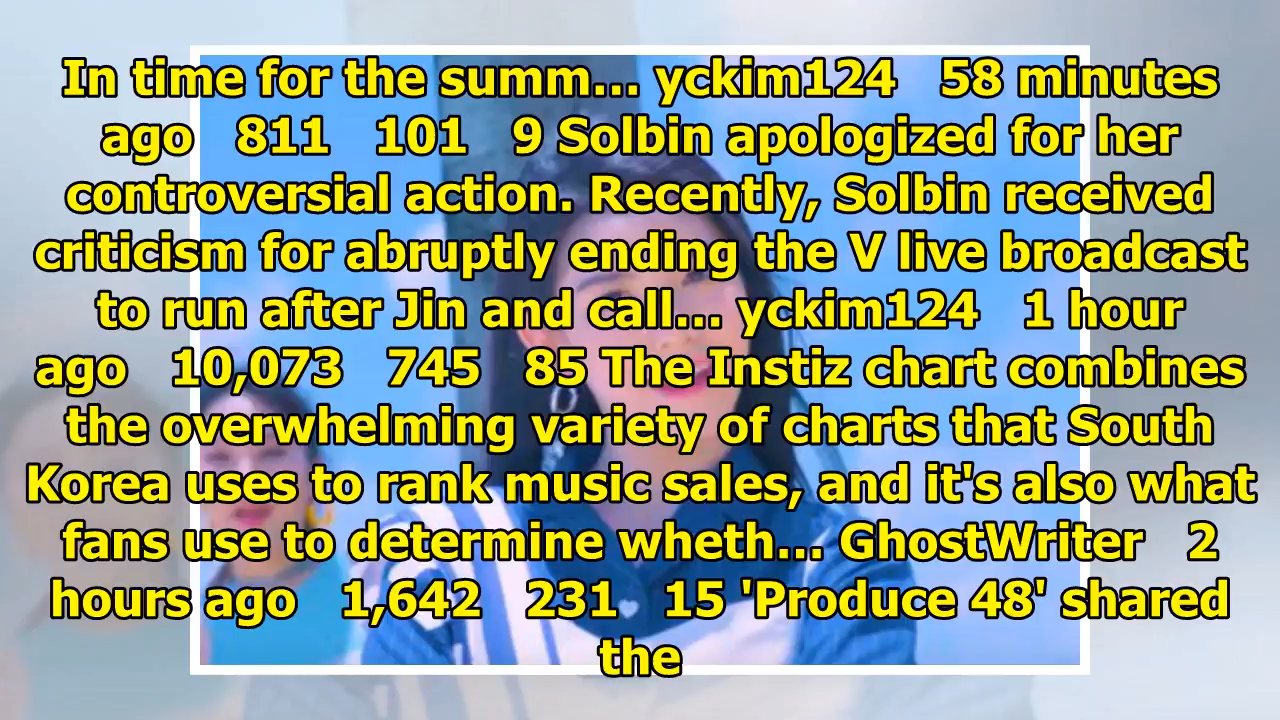 In time for the summ... yckim124 58 minutes
ago 811 101 9 Solbin apologized for her
controversial action. Recently, Solbin received
criticism for abruptly ending the V live broadcast
to run after Jin and call... yckim124 1 hour
ago 10,073 745 85 The Instiz chart combines
the overwhelming variety of charts that South
Korea uses to rank music sales, and it's also what
fans use to determine wheth... GhostWriter 2
hours ago 1,642 231 15 'Produce 48' shared
the